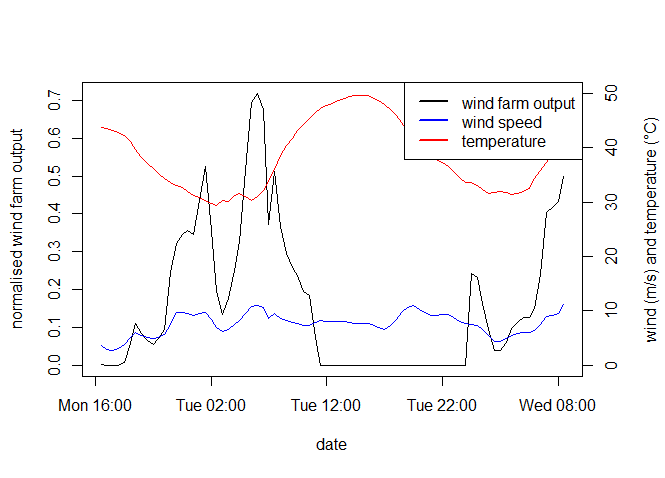 normalised wind farm output
0.0 0.1 0.2 0.3 0.4 0.5 0.6 0.7
wind farm output
wind speed
temperature
0 10 20 30 40 50
wind (m/s) and temperature (°C)
Mon 16:00 Tue 02:00 Tue 12:00 Tue 22:00 Wed 08:00
date